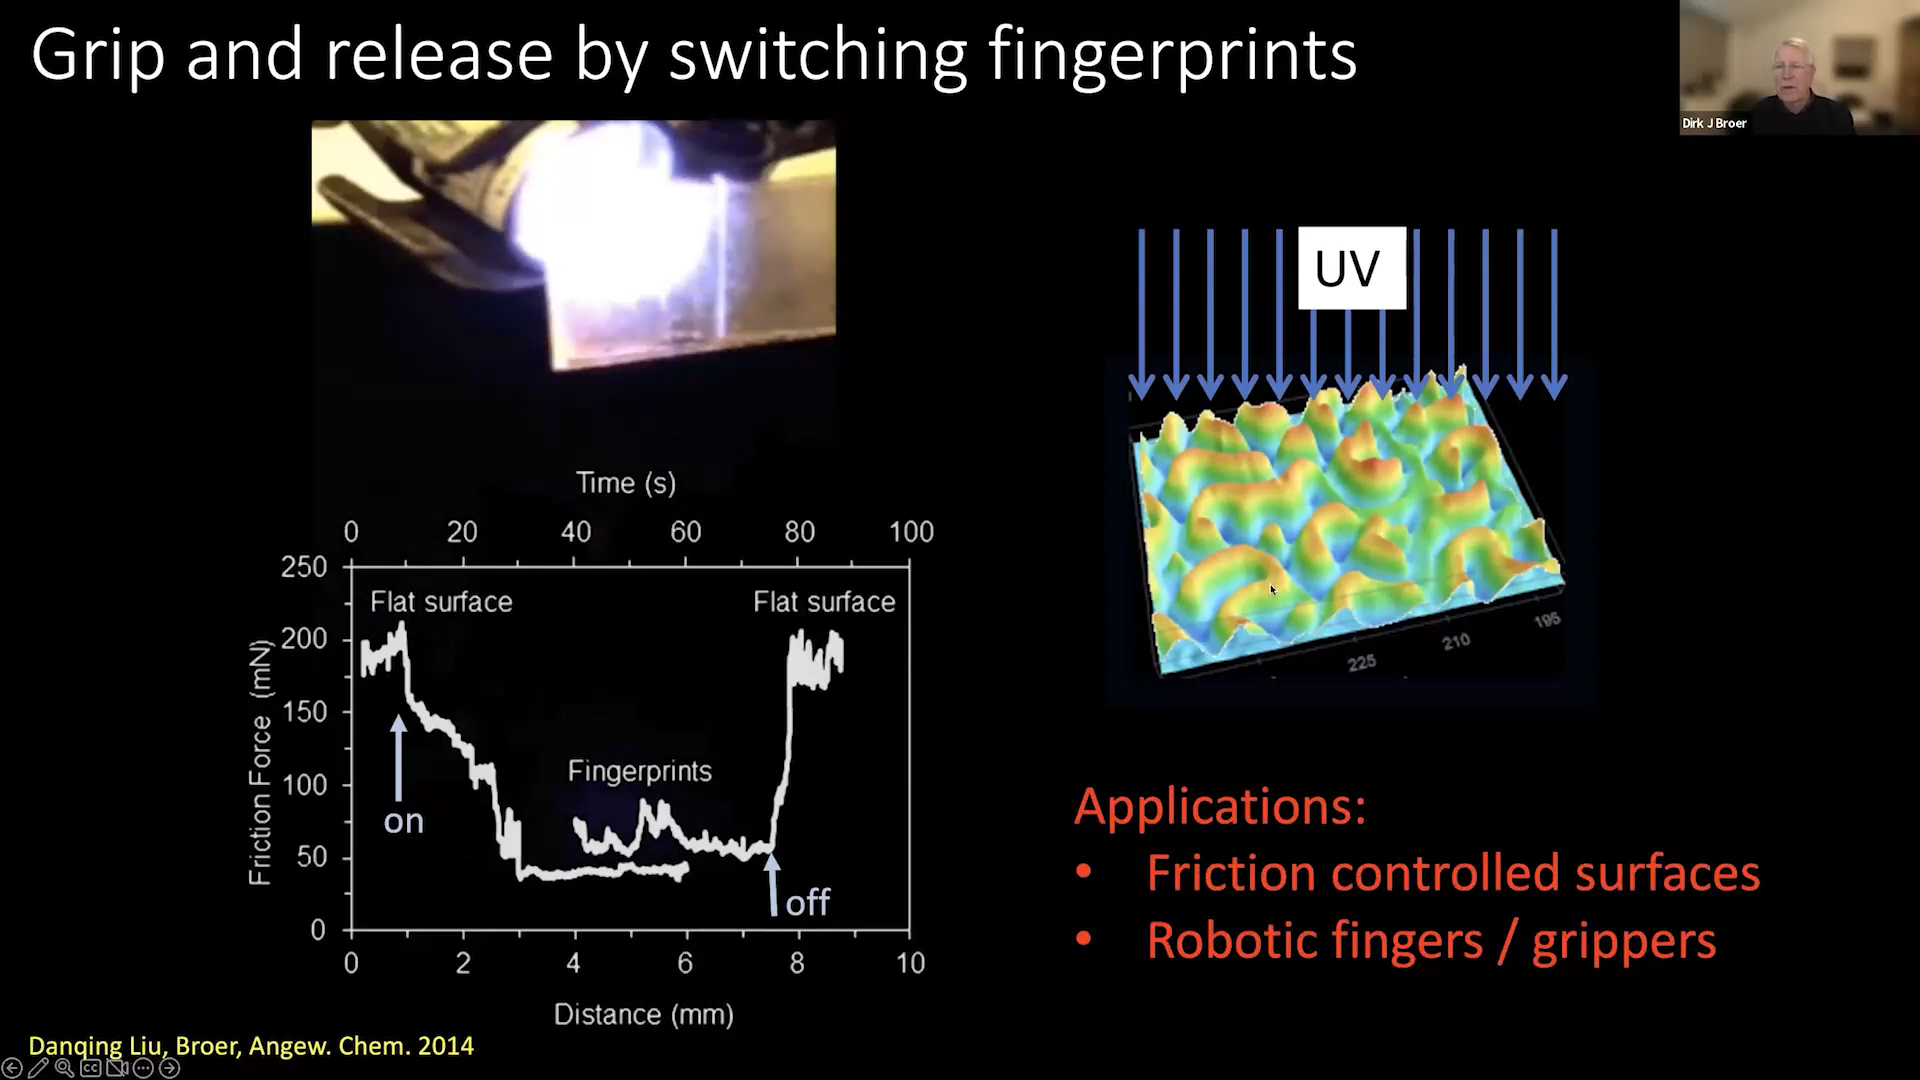 Grip and release by switching fingerprints
Dirk J Broer
UV
Time (s)
0 20 40 60 80 100
250
200
150
100
50
0
Friction Force (mN)
Flat surface
Flat surface
Fingerprints
on
off
0 2 4 6 8 10
Distance (mm)
225 210 195
Applications:
• Friction controlled surfaces
• Robotic fingers / grippers
Danqing Liu, Broer, Angew. Chem. 2014
CC